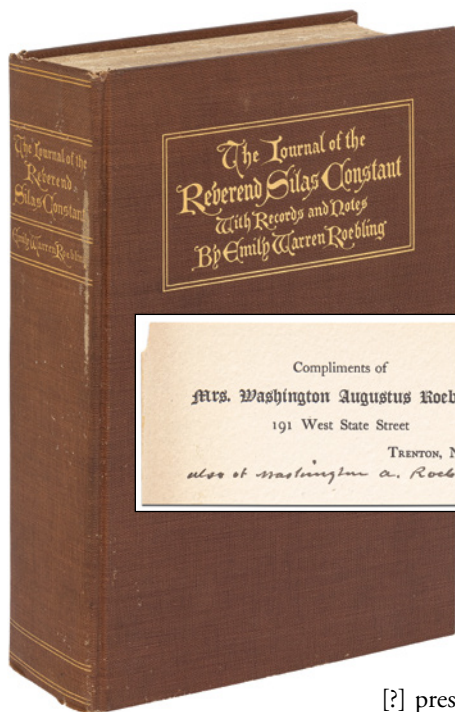 The Journal of the
Reverend
Silas Constant
Emily Warren Roebling
The Journal of the
Reverend Silas Constant
With Records and Notes
By Emily Warren Roebling
Compliments of
Mrs. Washington Augustus Roeb
191 West State Street
TRENTON, N
also of Washington A. Roeb
[?] pres